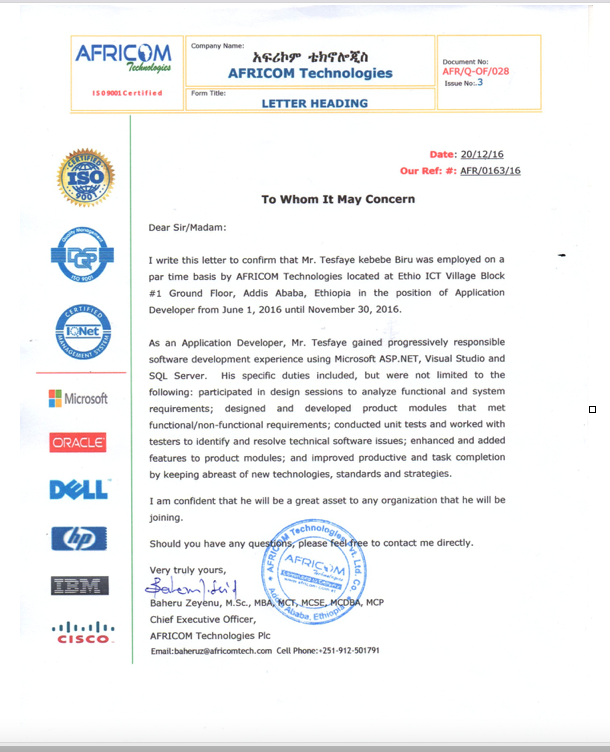 AFRICOM
Technologies
ISO 9001 Certified
Company Name:
አፍሪኮም ቴክኖሎጂስ
AFRICOM Technologies
Form Title:
LETTER HEADING
Document No:
AFR/Q-OF/028
Issue No:.3
Date: 20/12/16
Our Ref: #: AFR/0163/16
To Whom It May Concern
Dear Sir/Madam:
I write this letter to confirm that Mr. Tesfaye kebebe Biru was employed on a
par time basis by AFRICOM Technologies located at Ethio ICT Village Block
#1 Ground Floor, Addis Ababa, Ethiopia in the position of Application
Developer from June 1, 2016 until November 30, 2016.
As an Application Developer, Mr. Tesfaye gained progressively responsible
software development experience using Microsoft ASP.NET, Visual Studio and
SQL Server. His specific duties included, but were not limited to the
following: participated in design sessions to analyze functional and system
requirements; designed and developed product modules that met
functional/non-functional requirements; conducted unit tests and worked with
testers to identify and resolve technical software issues; enhanced and added
features to product modules; and improved productive and task completion
by keeping abreast of new technologies, standards and strategies.
I am confident that he will be a great asset to any organization that he will be
joining.
Should you have any questions, please feel free to contact me directly.
Very truly yours,
Baheru Zeyenu, M.Sc., MBA, MCT, MCSE, MCDBA, MCP
Chief Executive Officer,
AFRICOM Technologies Plc
Email:baheruz@africomtech.com Cell Phone:+251-912-501791
AFRICOM Technologies Pvt. Ltd. Co.
AFRICOM
Technologies
Addis Ababa, Ethiopia
CERTIFIED
ISO
9001
Quality Management
DQS
ISO 9001
CERTIFIED
IQNet
MANAGEMENT SYSTEM
Microsoft
ORACLE
DELL
hp
IBM
CISCO